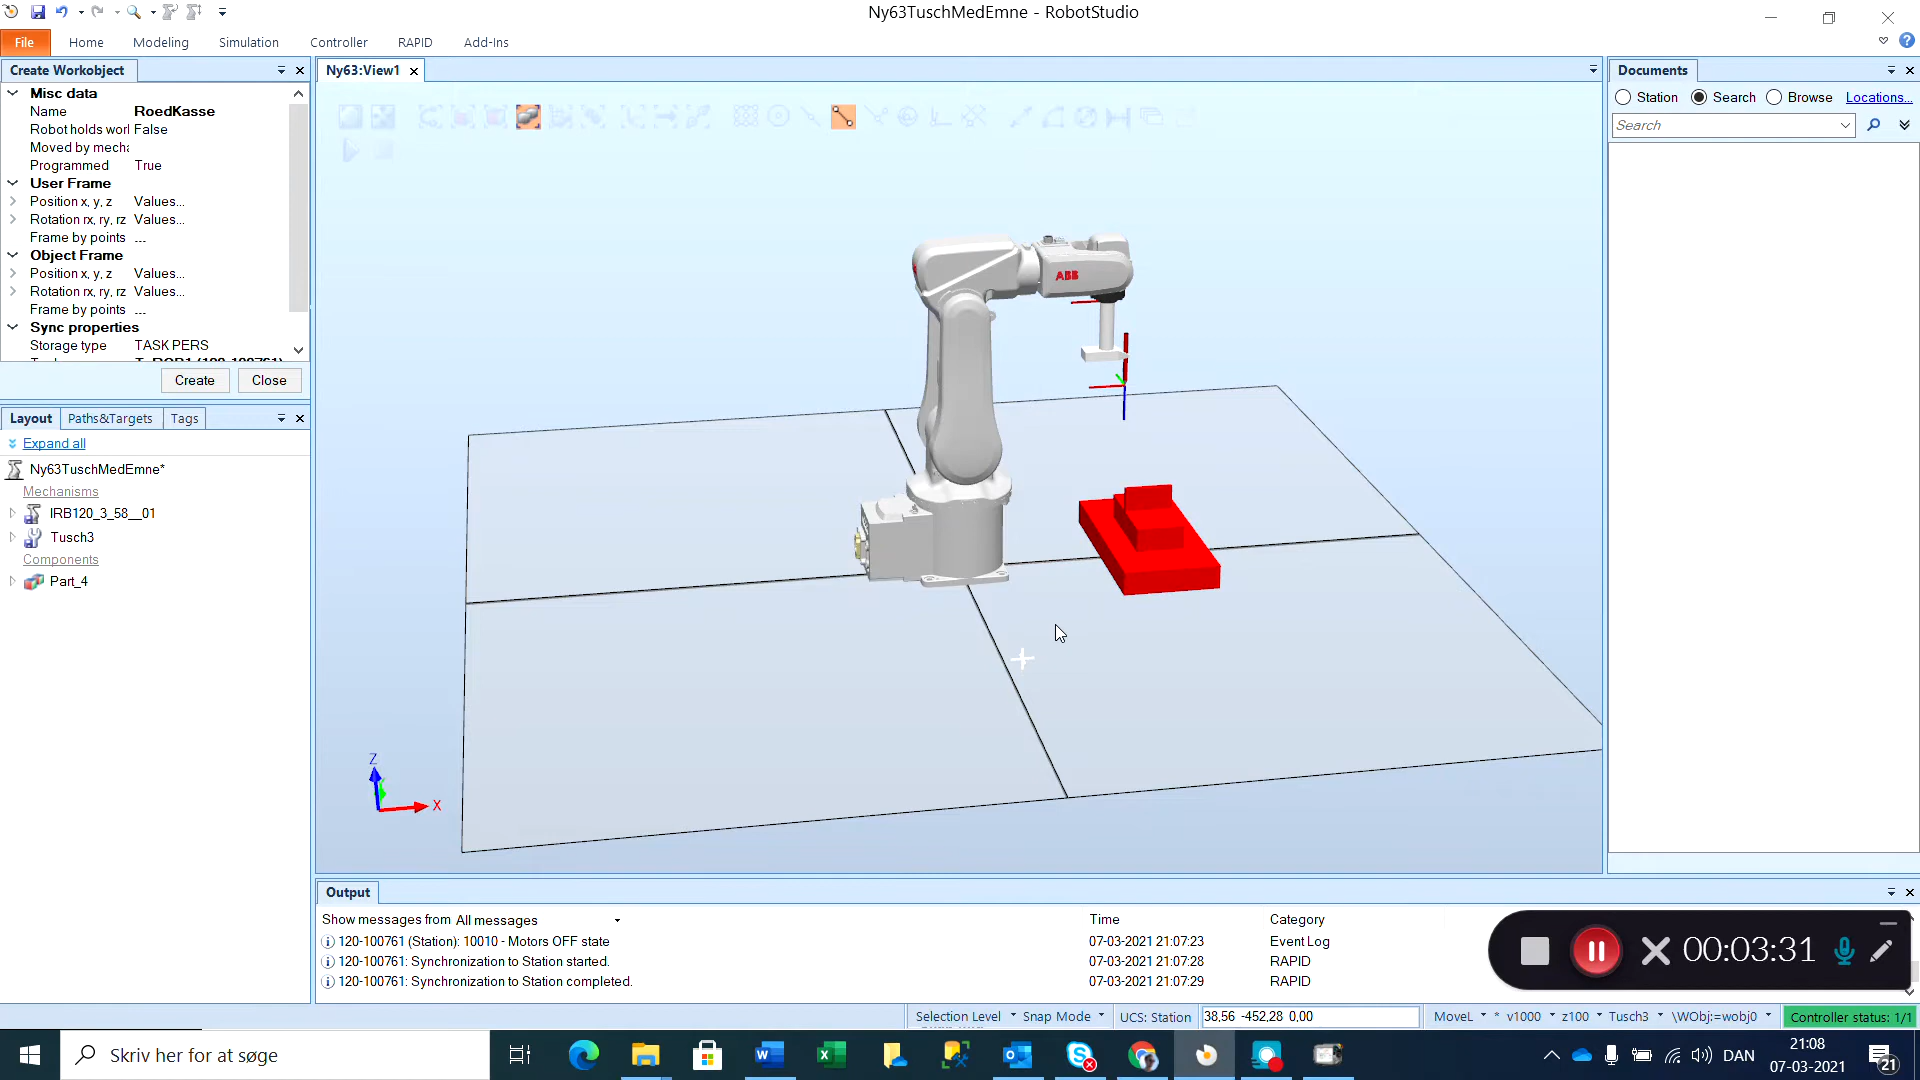 Ny63TuschMedEmne - RobotStudio
File Home Modeling Simulation Controller RAPID Add-Ins
Create Workobject
Misc data
Name RoedKasse
Robot holds worl False
Moved by mecha
Programmed True
User Frame
Position x, y, z Values...
Rotation rx, ry, rz Values...
Frame by points ...
Object Frame
Position x, y, z Values...
Rotation rx, ry, rz Values...
Frame by points ...
Sync properties
Storage type TASK PERS
Create Close
Layout Paths&Targets Tags
Expand all
Ny63TuschMedEmne*
Mechanisms
IRB120_3_58__01
Tusch3
Components
Part_4
Ny63:View1
ABB
Z
X
Documents
Station Search Browse Locations...
Search
Output
Show messages from All messages Time Category
120-100761 (Station): 10010 - Motors OFF state 07-03-2021 21:07:23 Event Log
120-100761: Synchronization to Station started. 07-03-2021 21:07:28 RAPID
120-100761: Synchronization to Station completed. 07-03-2021 21:07:29 RAPID
00:03:31
Selection Level Snap Mode UCS: Station 38,56 -452,28 0,00 MoveL * v1000 z100 Tusch3 \WObj:=wobj0 Controller status: 1/1
Skriv her for at søge
DAN
21:08
07-03-2021
21